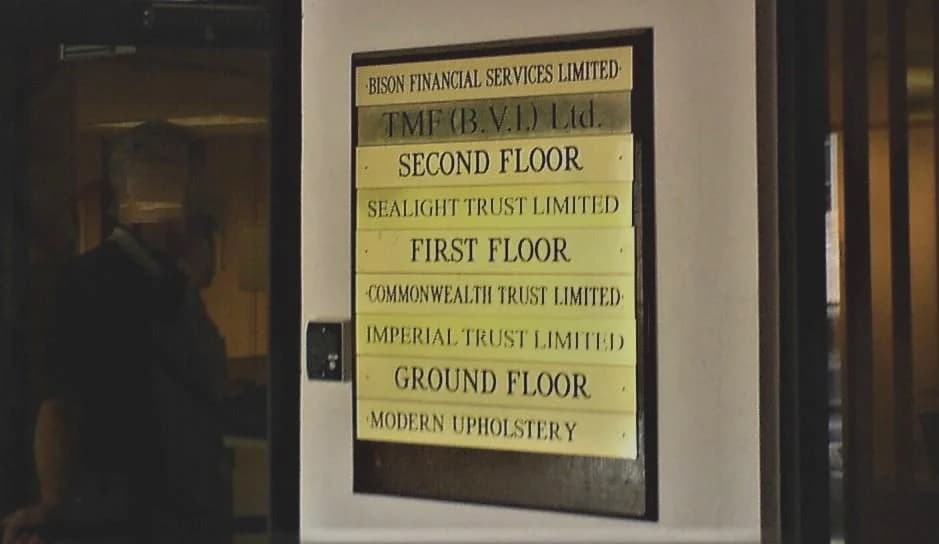 BISON FINANCIAL SERVICES LIMITED
TMF (B.V.I.) Ltd.
SECOND FLOOR
SEALIGHT TRUST LIMITED
FIRST FLOOR
COMMONWEALTH TRUST LIMITED
IMPERIAL TRUST LIMITED
GROUND FLOOR
MODERN UPHOLSTERY